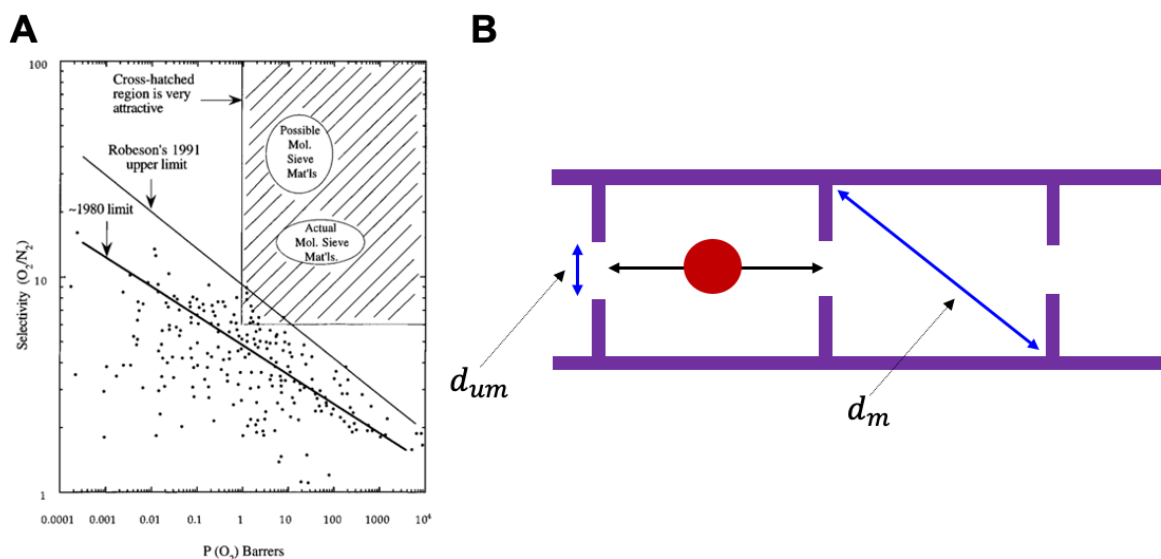 A
100
Cross-hatched
region is very
attractive
Possible
Mol.
Sieve
Mat'ls
Robeson's 1991
upper limit
~1980 limit
Actual
Mol. Sieve
Mat'ls.
10
1
Selectivity (O₂/N₂)
0.0001 0.001 0.01 0.1 1 10 100 1000 10⁴
P (O₂) Barrers
B
d_um
d_m